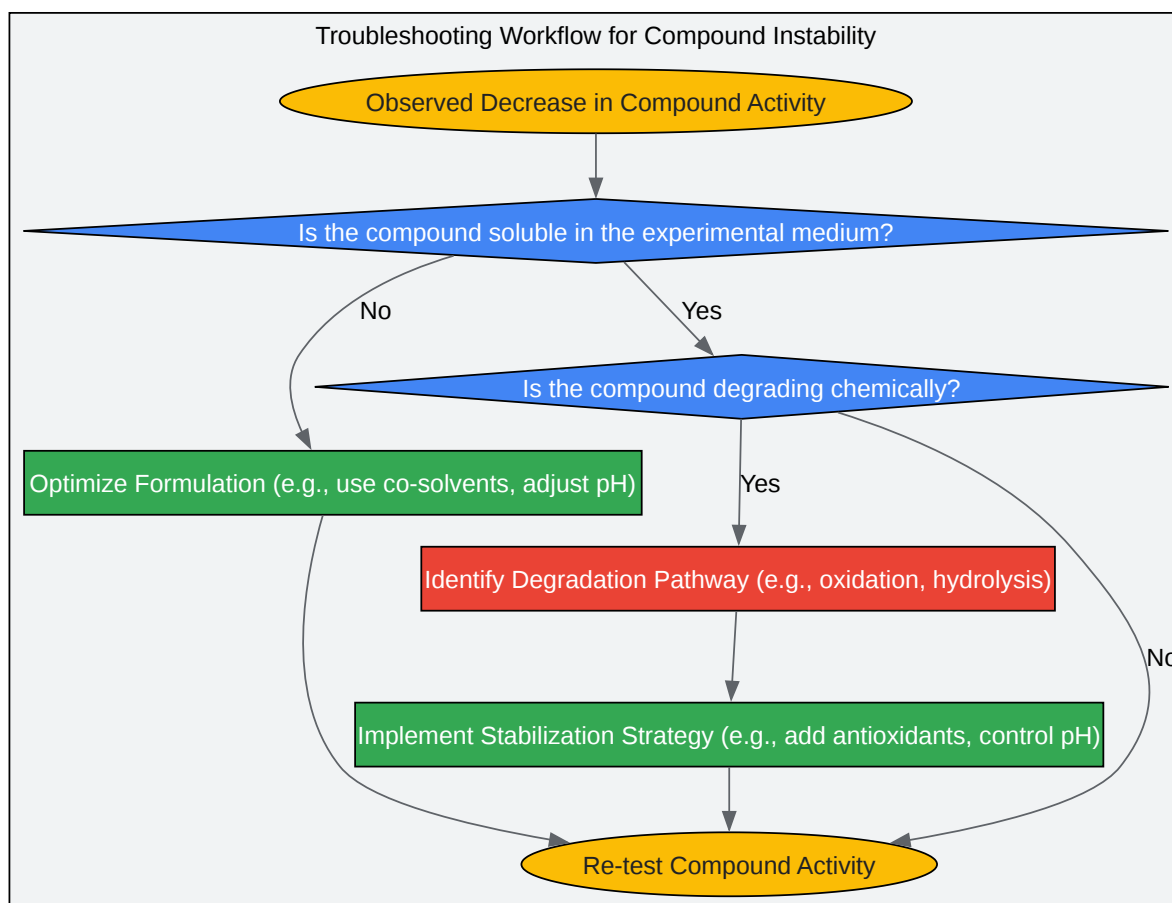 Troubleshooting Workflow for Compound Instability
Observed Decrease in Compound Activity
Is the compound soluble in the experimental medium?
No
Yes
Is the compound degrading chemically?
Optimize Formulation (e.g., use co-solvents, adjust pH)
Yes
Identify Degradation Pathway (e.g., oxidation, hydrolysis)
No
Implement Stabilization Strategy (e.g., add antioxidants, control pH)
Re-test Compound Activity